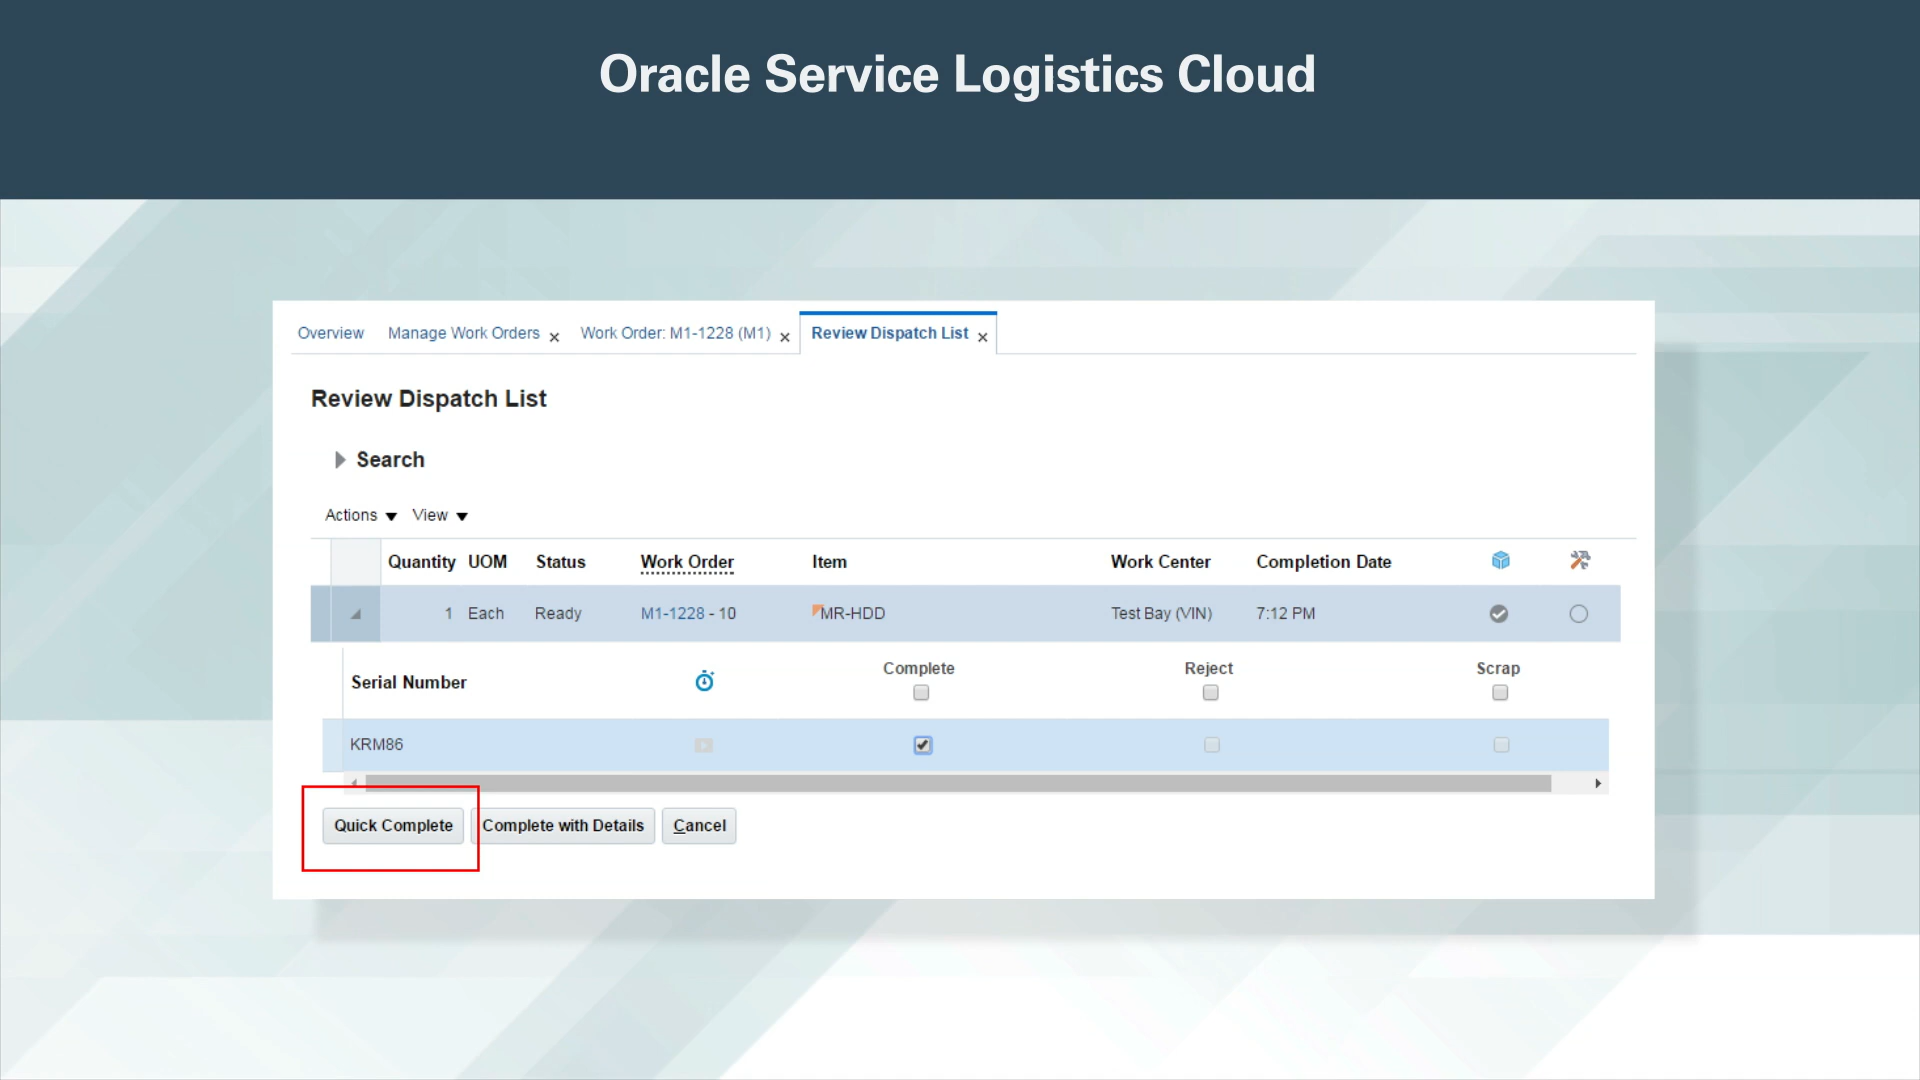 Oracle Service Logistics Cloud
Overview Manage Work Orders Work Order: M1-1228 (M1) Review Dispatch List
Review Dispatch List
Search
Actions View
Quantity UOM Status Work Order Item Work Center Completion Date
1 Each Ready M1-1228 - 10 MR-HDD Test Bay (VIN) 7:12 PM
Serial Number Complete Reject Scrap
KRM86
Quick Complete Complete with Details Cancel